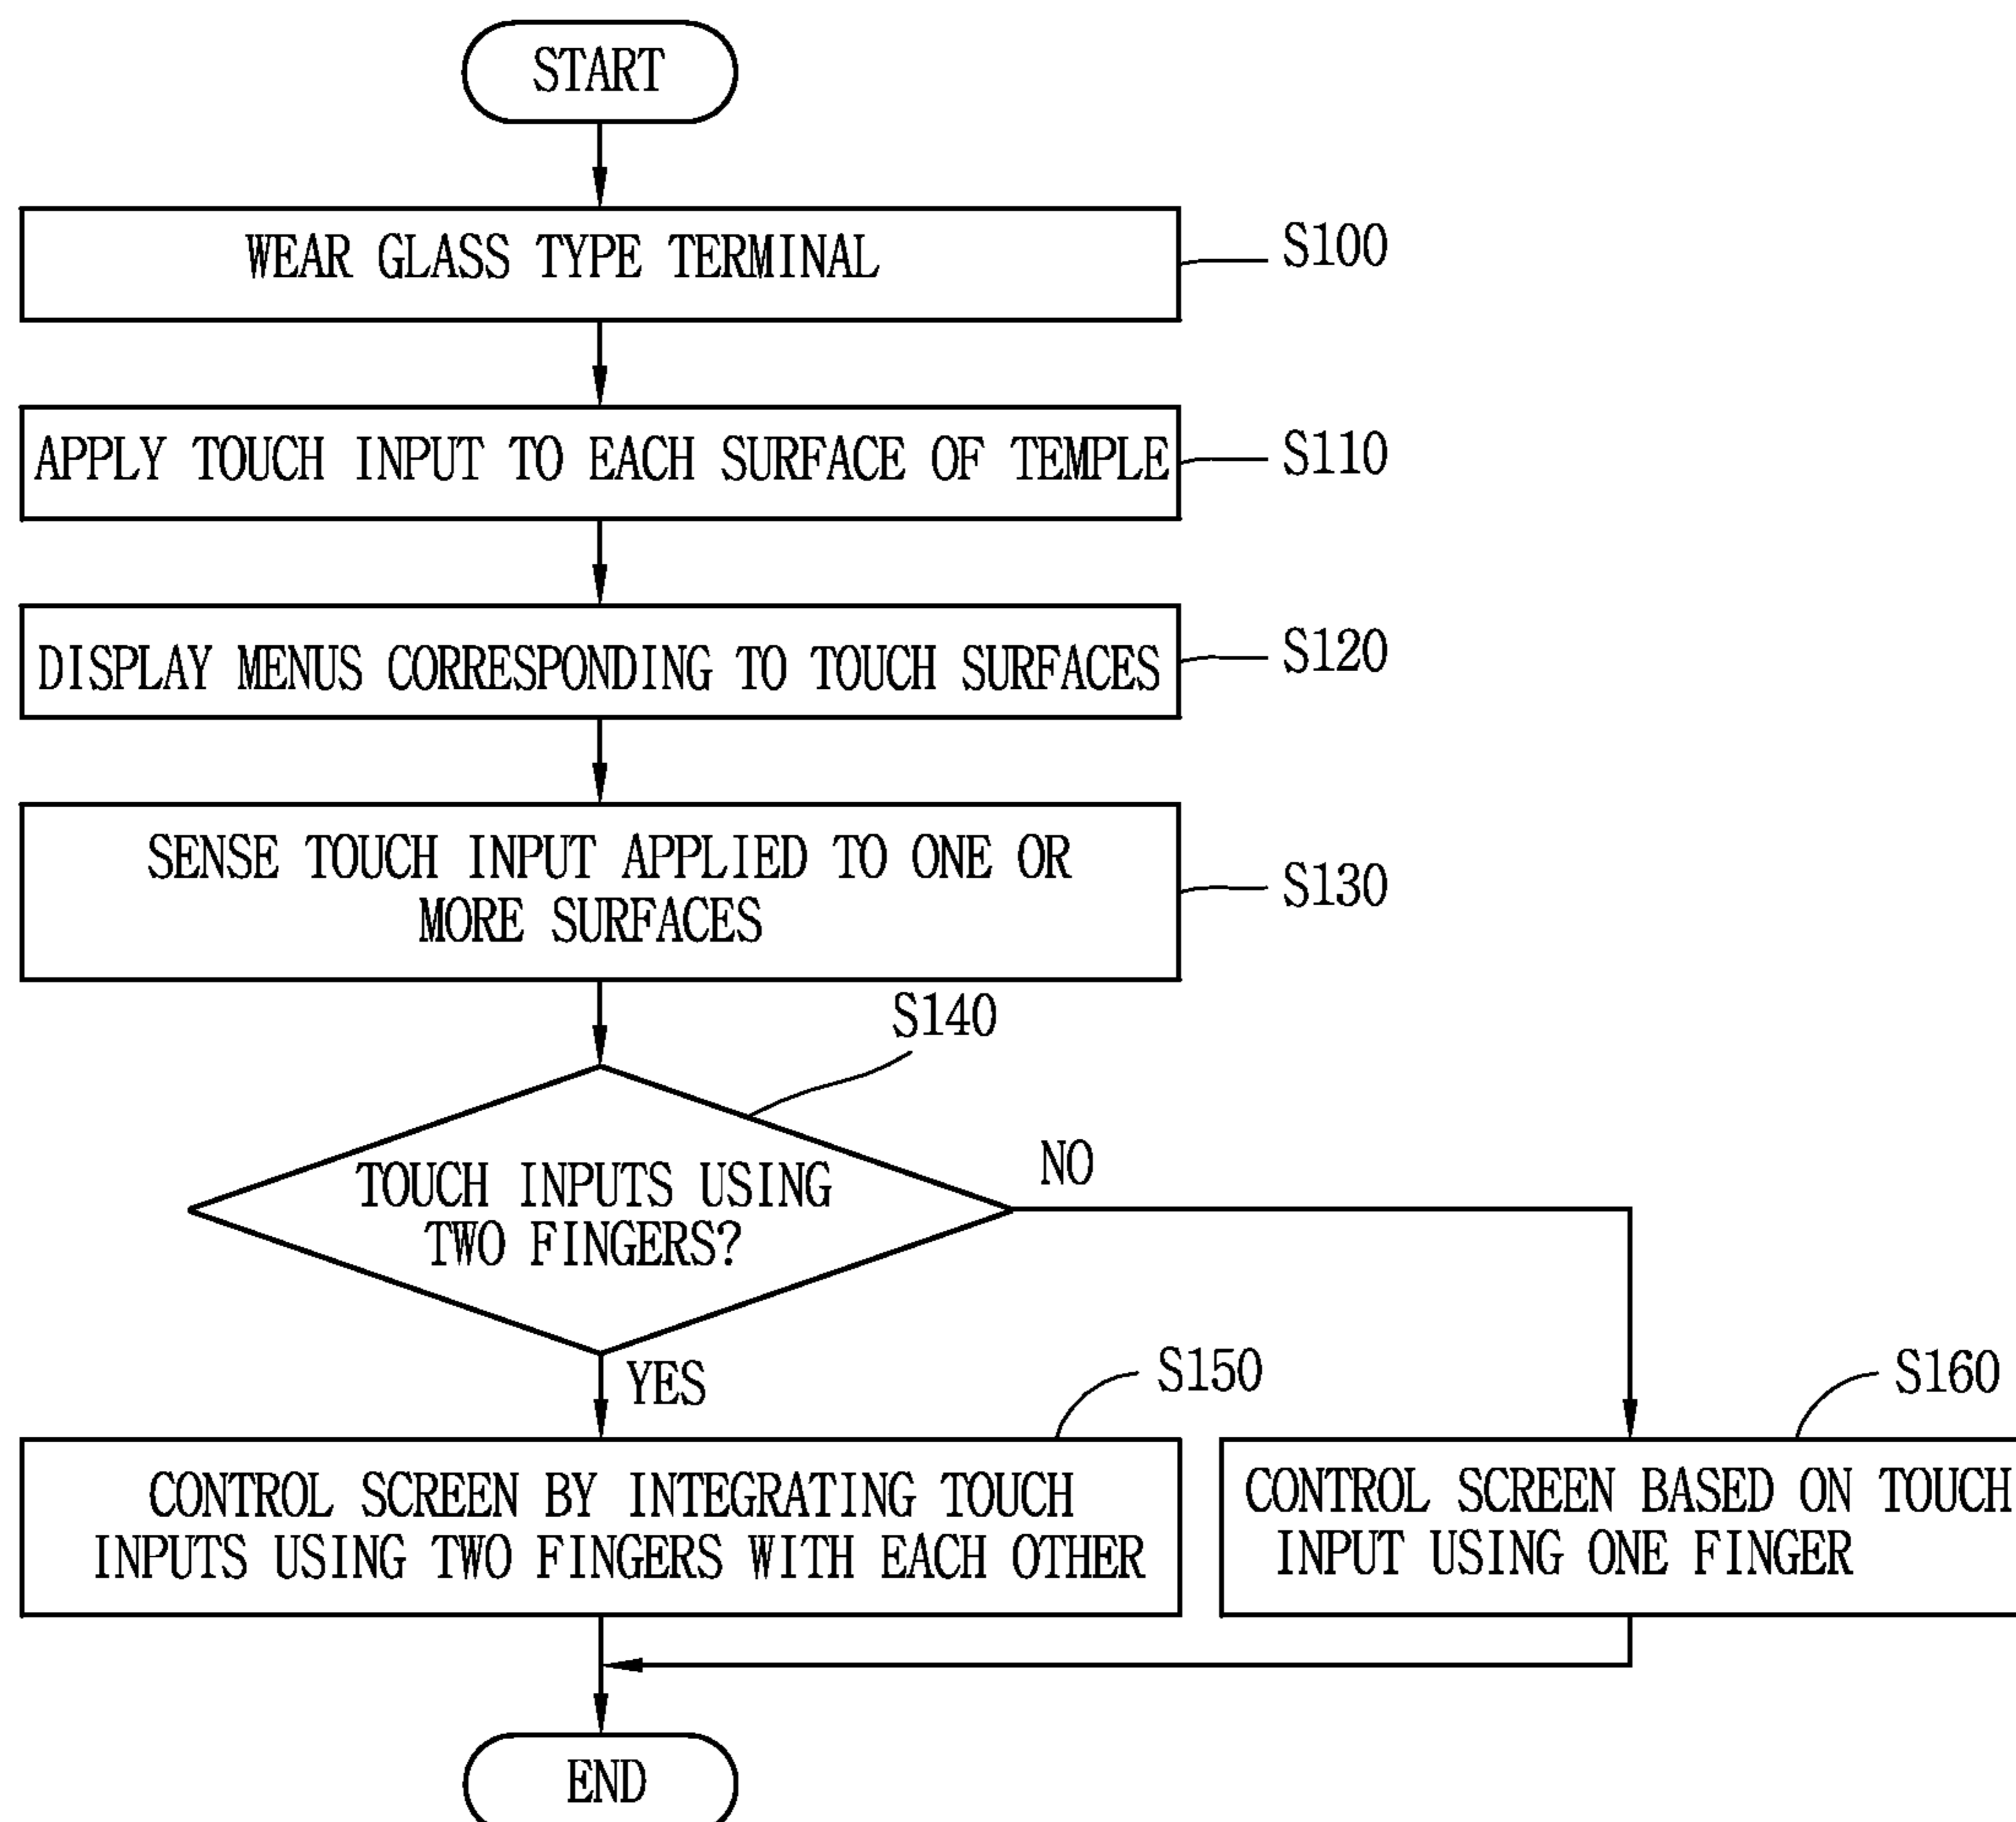 START
WEAR GLASS TYPE TERMINAL
S100
APPLY TOUCH INPUT TO EACH SURFACE OF TEMPLE
S110
DISPLAY MENUS CORRESPONDING TO TOUCH SURFACES
S120
SENSE TOUCH INPUT APPLIED TO ONE OR
MORE SURFACES
S130
S140
TOUCH INPUTS USING
TWO FINGERS?
NO
YES
S150
CONTROL SCREEN BY INTEGRATING TOUCH
INPUTS USING TWO FINGERS WITH EACH OTHER
S160
CONTROL SCREEN BASED ON TOUCH
INPUT USING ONE FINGER
END